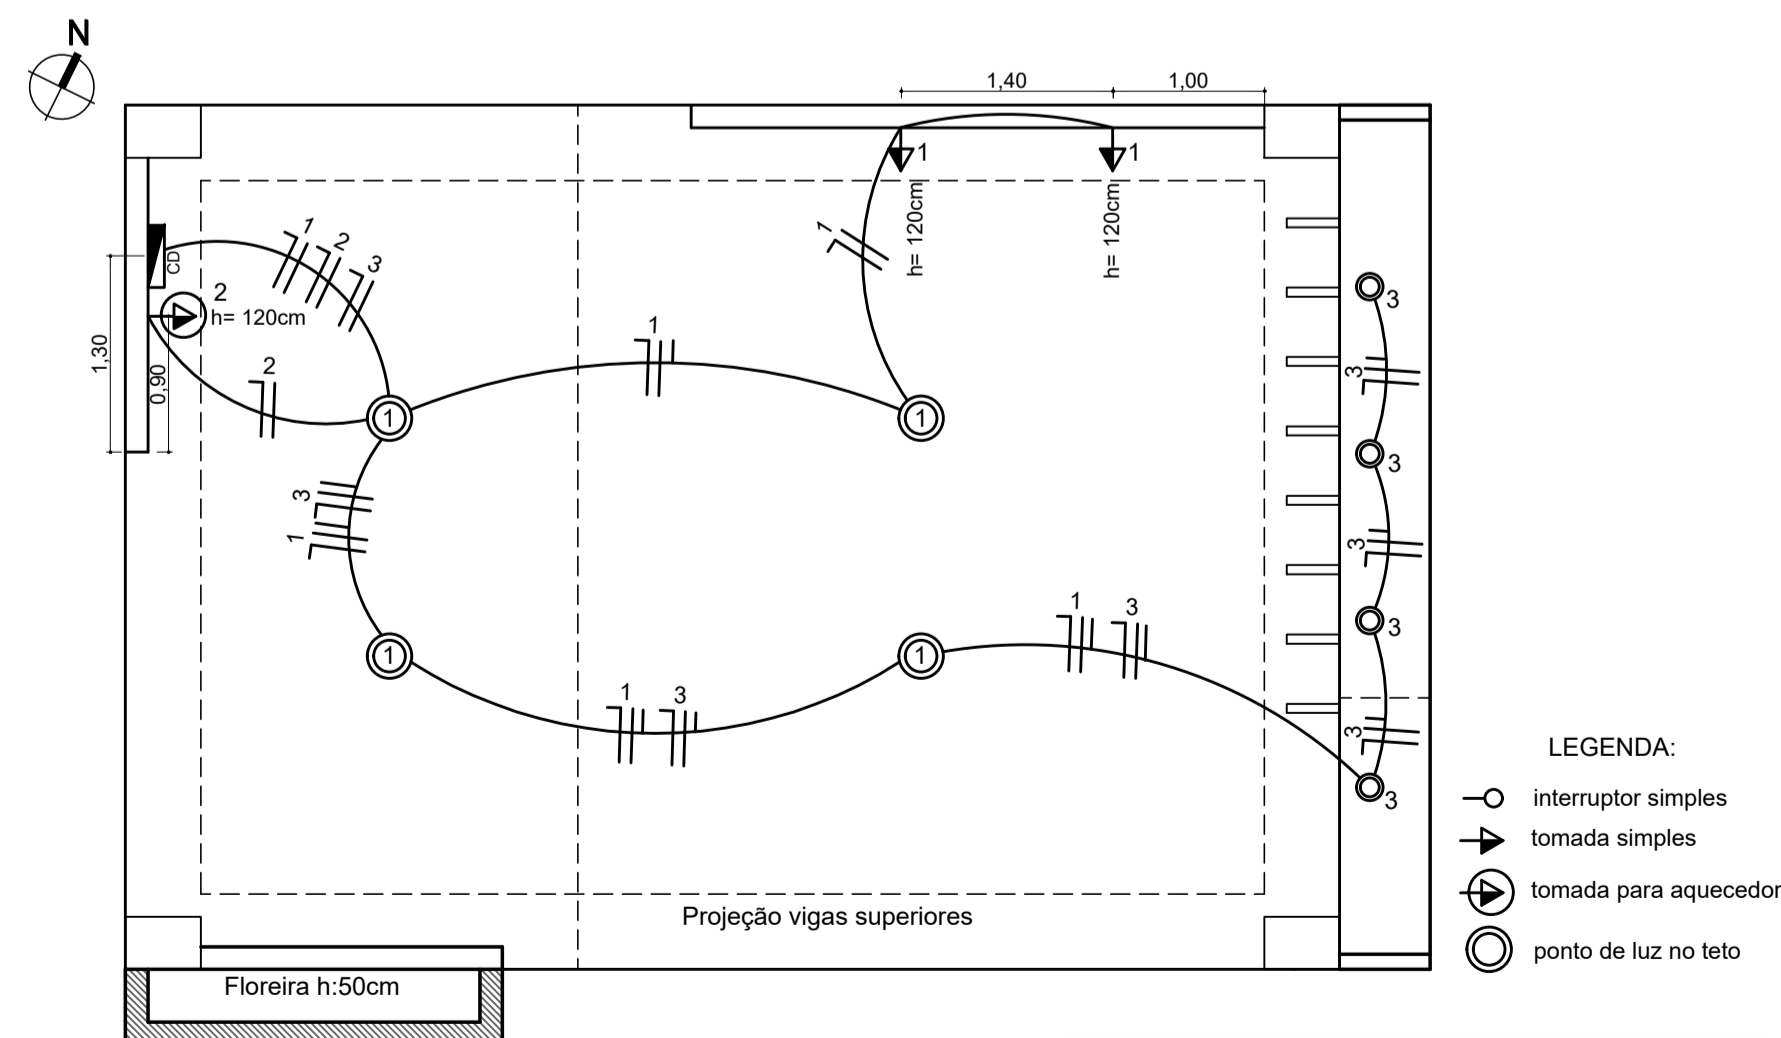 N
1,40
1,00
1
1
h= 120cm
h= 120cm
1
1
2
3
CD
2
h= 120cm
1,30
0,90
2
1
1
1
3
1
1
1
1
3
1
3
3
3
3
3
3
3
3
Projeção vigas superiores
Floreira h:50cm
LEGENDA:
interruptor simples
tomada simples
tomada para aquecedor
ponto de luz no teto